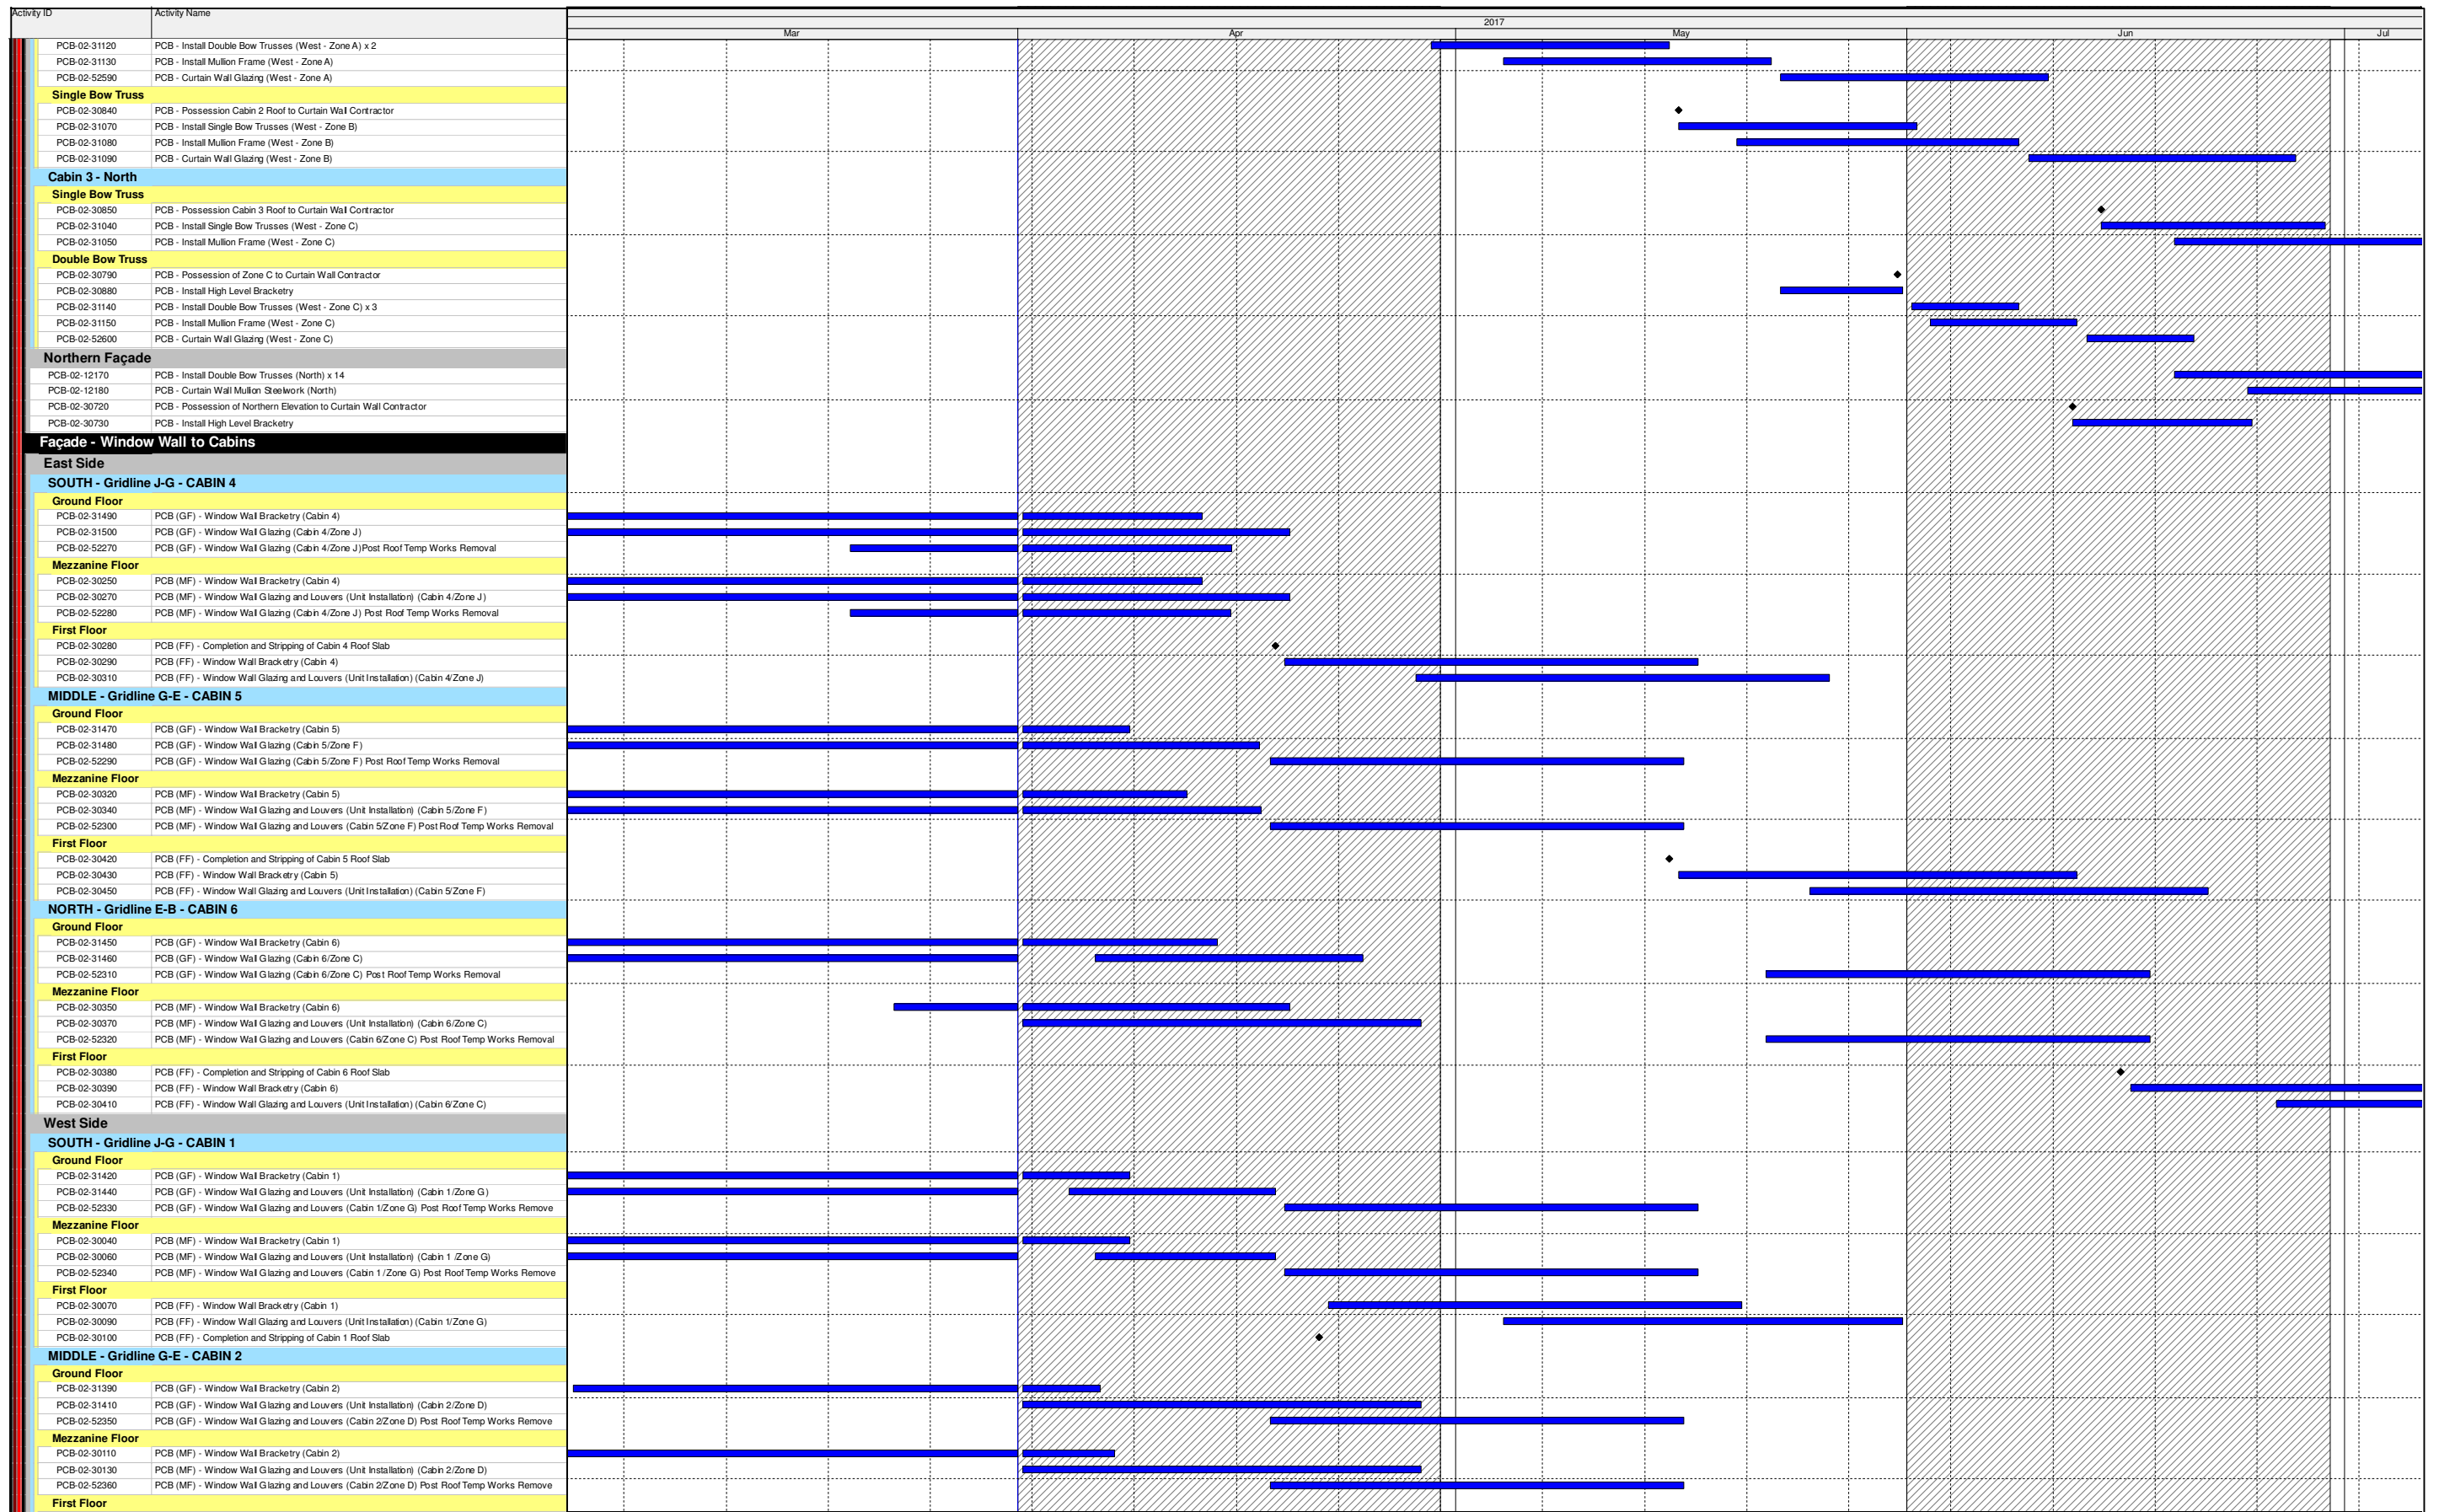 Activity ID Activity Name
2017
Mar Apr May Jun Jul
PCB-02-31120 PCB - Install Double Bow Trusses (West - Zone A) x 2
PCB-02-31130 PCB - Install Mullion Frame (West - Zone A)
PCB-02-52590 PCB - Curtain Wall Glazing (West - Zone A)
Single Bow Truss
PCB-02-30840 PCB - Possession Cabin 2 Roof to Curtain Wall Contractor
PCB-02-31070 PCB - Install Single Bow Trusses (West - Zone B)
PCB-02-31080 PCB - Install Mullion Frame (West - Zone B)
PCB-02-31090 PCB - Curtain Wall Glazing (West - Zone B)
Cabin 3 - North
Single Bow Truss
PCB-02-30850 PCB - Possession Cabin 3 Roof to Curtain Wall Contractor
PCB-02-31040 PCB - Install Single Bow Trusses (West - Zone C)
PCB-02-31050 PCB - Install Mullion Frame (West - Zone C)
Double Bow Truss
PCB-02-30790 PCB - Possession of Zone C to Curtain Wall Contractor
PCB-02-30880 PCB - Install High Level Bracketry
PCB-02-31140 PCB - Install Double Bow Trusses (West - Zone C) x 3
PCB-02-31150 PCB - Install Mullion Frame (West - Zone C)
PCB-02-52600 PCB - Curtain Wall Glazing (West - Zone C)
Northern Façade
PCB-02-12170 PCB - Install Double Bow Trusses (North) x 14
PCB-02-12180 PCB - Curtain Wall Mullion Steelwork (North)
PCB-02-30720 PCB - Possession of Northern Elevation to Curtain Wall Contractor
PCB-02-30730 PCB - Install High Level Bracketry
Façade - Window Wall to Cabins
East Side
SOUTH - Gridline J-G - CABIN 4
Ground Floor
PCB-02-31490 PCB (GF) - Window Wall Bracketry (Cabin 4)
PCB-02-31500 PCB (GF) - Window Wall Glazing (Cabin 4/Zone J)
PCB-02-52270 PCB (GF) - Window Wall Glazing (Cabin 4/Zone J)Post Roof Temp Works Removal
Mezzanine Floor
PCB-02-30250 PCB (MF) - Window Wall Bracketry (Cabin 4)
PCB-02-30270 PCB (MF) - Window Wall Glazing and Louvers (Unit Installation) (Cabin 4/Zone J)
PCB-02-52280 PCB (MF) - Window Wall Glazing (Cabin 4/Zone J) Post Roof Temp Works Removal
First Floor
PCB-02-30280 PCB (FF) - Completion and Stripping of Cabin 4 Roof Slab
PCB-02-30290 PCB (FF) - Window Wall Bracketry (Cabin 4)
PCB-02-30310 PCB (FF) - Window Wall Glazing and Louvers (Unit Installation) (Cabin 4/Zone J)
MIDDLE - Gridline G-E - CABIN 5
Ground Floor
PCB-02-31470 PCB (GF) - Window Wall Bracketry (Cabin 5)
PCB-02-31480 PCB (GF) - Window Wall Glazing (Cabin 5/Zone F)
PCB-02-52290 PCB (GF) - Window Wall Glazing (Cabin 5/Zone F) Post Roof Temp Works Removal
Mezzanine Floor
PCB-02-30320 PCB (MF) - Window Wall Bracketry (Cabin 5)
PCB-02-30340 PCB (MF) - Window Wall Glazing and Louvers (Unit Installation) (Cabin 5/Zone F)
PCB-02-52300 PCB (MF) - Window Wall Glazing and Louvers (Cabin 5/Zone F) Post Roof Temp Works Removal
First Floor
PCB-02-30420 PCB (FF) - Completion and Stripping of Cabin 5 Roof Slab
PCB-02-30430 PCB (FF) - Window Wall Bracketry (Cabin 5)
PCB-02-30450 PCB (FF) - Window Wall Glazing and Louvers (Unit Installation) (Cabin 5/Zone F)
NORTH - Gridline E-B - CABIN 6
Ground Floor
PCB-02-31450 PCB (GF) - Window Wall Bracketry (Cabin 6)
PCB-02-31460 PCB (GF) - Window Wall Glazing (Cabin 6/Zone C)
PCB-02-52310 PCB (GF) - Window Wall Glazing (Cabin 6/Zone C) Post Roof Temp Works Removal
Mezzanine Floor
PCB-02-30350 PCB (MF) - Window Wall Bracketry (Cabin 6)
PCB-02-30370 PCB (MF) - Window Wall Glazing and Louvers (Unit Installation) (Cabin 6/Zone C)
PCB-02-52320 PCB (MF) - Window Wall Glazing and Louvers (Cabin 6/Zone C) Post Roof Temp Works Removal
First Floor
PCB-02-30380 PCB (FF) - Completion and Stripping of Cabin 6 Roof Slab
PCB-02-30390 PCB (FF) - Window Wall Bracketry (Cabin 6)
PCB-02-30410 PCB (FF) - Window Wall Glazing and Louvers (Unit Installation) (Cabin 6/Zone C)
West Side
SOUTH - Gridline J-G - CABIN 1
Ground Floor
PCB-02-31420 PCB (GF) - Window Wall Bracketry (Cabin 1)
PCB-02-31440 PCB (GF) - Window Wall Glazing and Louvers (Unit Installation) (Cabin 1/Zone G)
PCB-02-52330 PCB (GF) - Window Wall Glazing and Louvers (Cabin 1/Zone G) Post Roof Temp Works Remove
Mezzanine Floor
PCB-02-30040 PCB (MF) - Window Wall Bracketry (Cabin 1)
PCB-02-30060 PCB (MF) - Window Wall Glazing and Louvers (Unit Installation) (Cabin 1 /Zone G)
PCB-02-52340 PCB (MF) - Window Wall Glazing and Louvers (Cabin 1 /Zone G) Post Roof Temp Works Remove
First Floor
PCB-02-30070 PCB (FF) - Window Wall Bracketry (Cabin 1)
PCB-02-30090 PCB (FF) - Window Wall Glazing and Louvers (Unit Installation) (Cabin 1/Zone G)
PCB-02-30100 PCB (FF) - Completion and Stripping of Cabin 1 Roof Slab
MIDDLE - Gridline G-E - CABIN 2
Ground Floor
PCB-02-31390 PCB (GF) - Window Wall Bracketry (Cabin 2)
PCB-02-31410 PCB (GF) - Window Wall Glazing and Louvers (Unit Installation) (Cabin 2/Zone D)
PCB-02-52350 PCB (GF) - Window Wall Glazing and Louvers (Cabin 2/Zone D) Post Roof Temp Works Remove
Mezzanine Floor
PCB-02-30110 PCB (MF) - Window Wall Bracketry (Cabin 2)
PCB-02-30130 PCB (MF) - Window Wall Glazing and Louvers (Unit Installation) (Cabin 2/Zone D)
PCB-02-52360 PCB (MF) - Window Wall Glazing and Louvers (Cabin 2/Zone D) Post Roof Temp Works Remove
First Floor